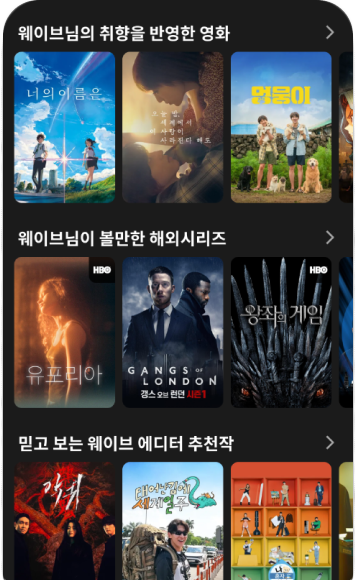 웨이브님의 취향을 반영한 영화
너의 이름은
오늘 밤,
세계에서
이 사랑이
사라진다 해도
멍뭉이
웨이브님이 볼만한 해외시리즈
HBO
유포리아
GANGS OF
LONDON
갱스 오브 런던 시즌1
HBO
왕좌의 게임
믿고 보는 웨이브 에디터 추천작
악귀
태어난 김에
세계일주2
나